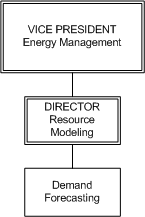 VICE PRESIDENT
Energy Management
DIRECTOR
Resource
Modeling
Demand
Forecasting